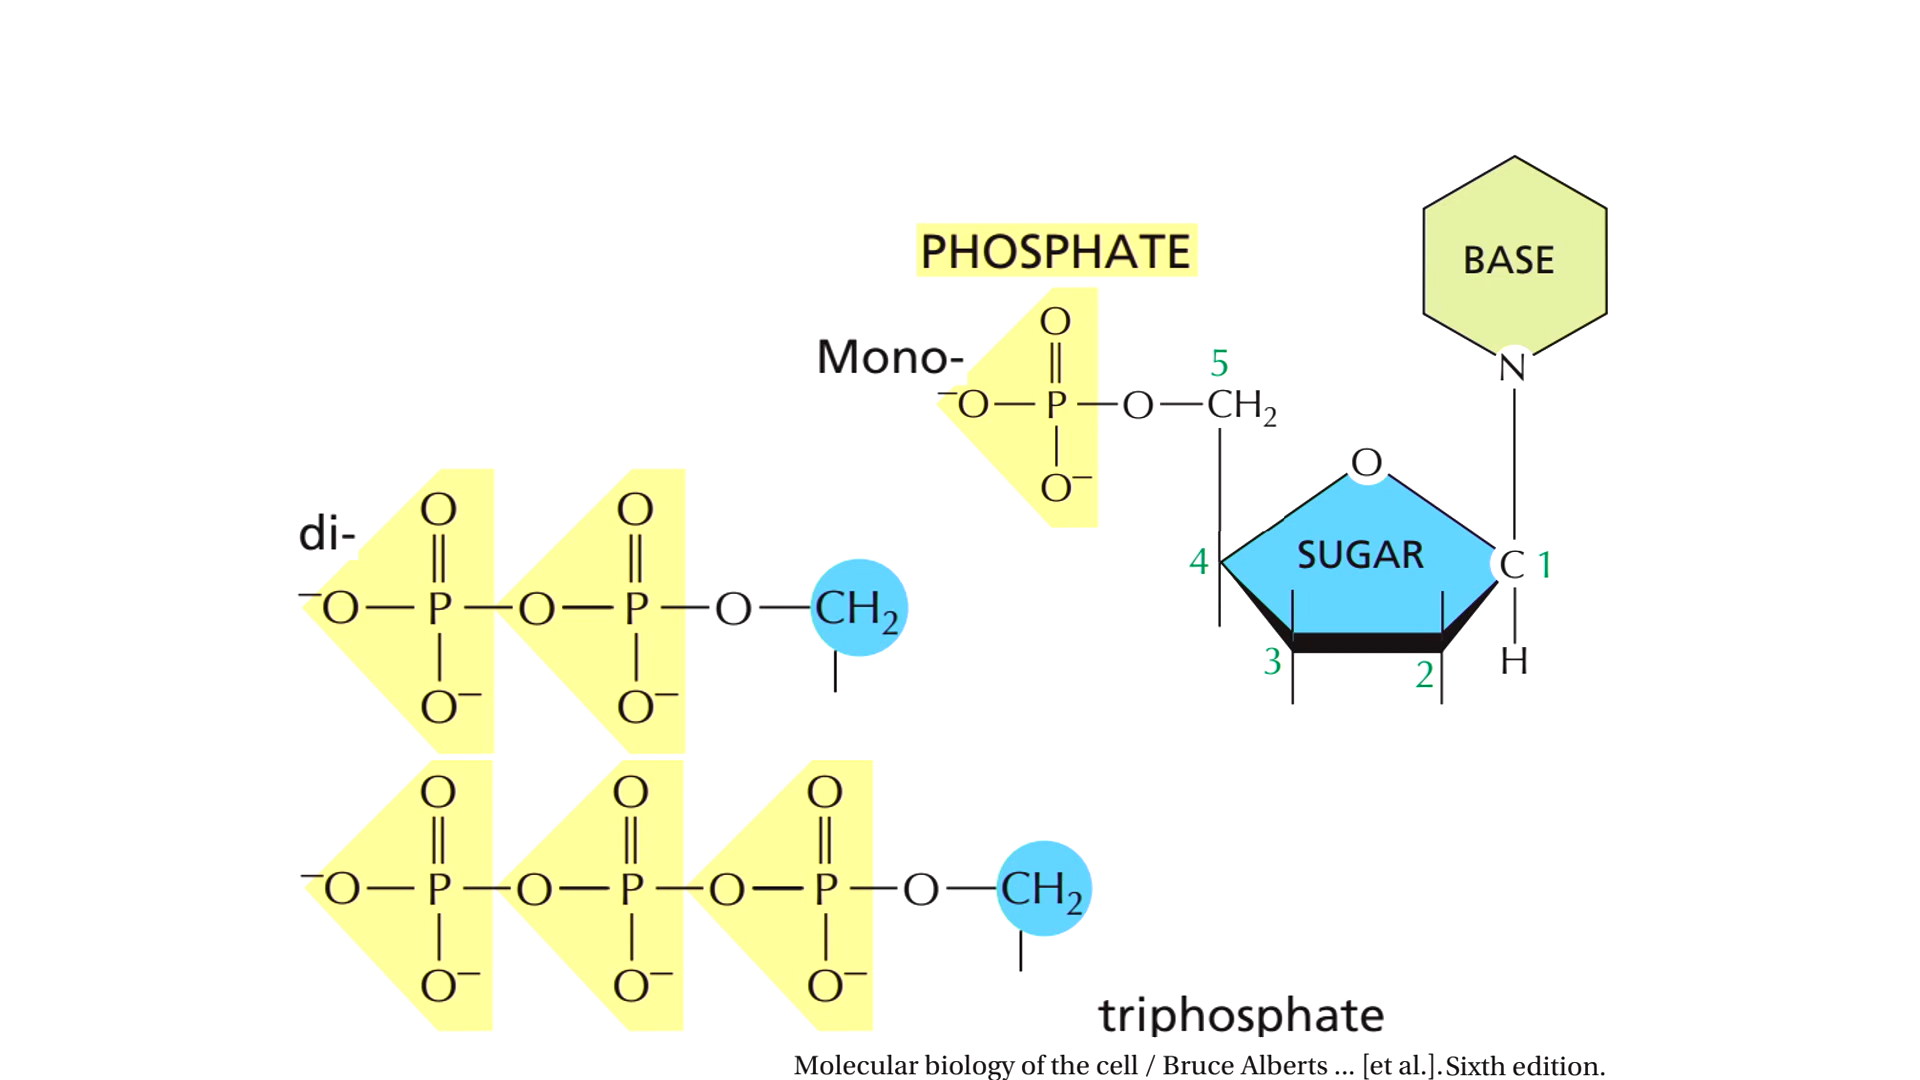 PHOSPHATE
BASE
Mono-
O
⁻O—P—O—CH₂
O⁻
5
N
O
SUGAR
4
C 1
3
2
H
di-
O O
⁻O—P—O—P—O—CH₂
O⁻ O⁻
O O O
⁻O—P—O—P—O—P—O—CH₂
O⁻ O⁻ O⁻
triphosphate
Molecular biology of the cell / Bruce Alberts ... [et al.]. Sixth edition.